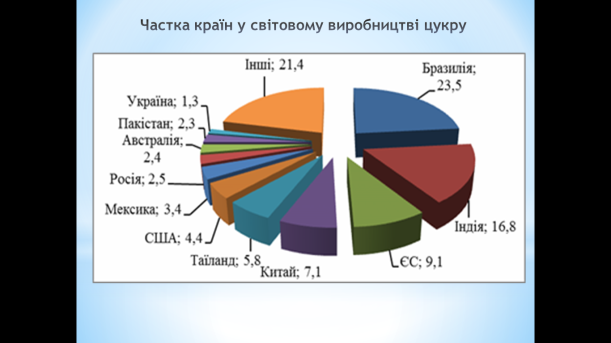 Частка країн у світовому виробництві цукру
Інші; 21,4
Бразилія;
23,5
Україна; 1,3
Пакістан; 2,3
Австралія;
2,4
Росія; 2,5
Мексика; 3,4
США; 4,4
Таїланд; 5,8
Китай; 7,1
ЄС; 9,1
Індія; 16,8